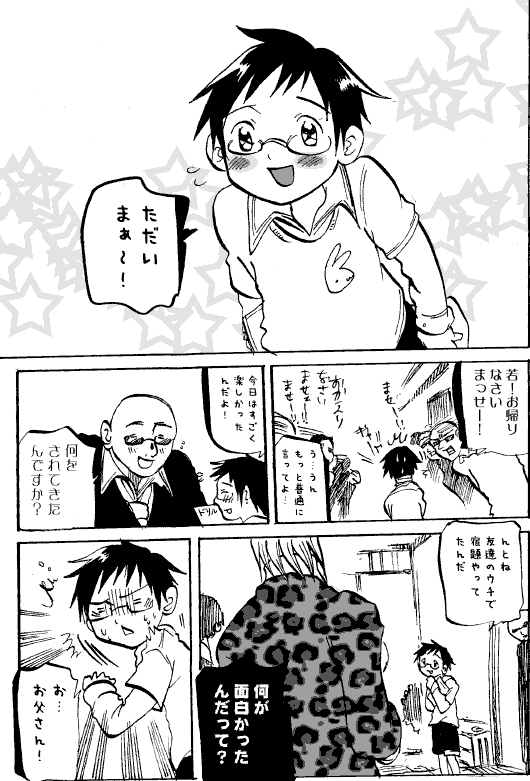 ただい
まぁ～！
若ーお帰り
なさい
まっせー！
おかえり
なさい
ませェ!!
ませー!!
う…うん
もっと普通に
言ってよ…
今日はすごく
楽しかった
んだよ！
ドリル
何を
されてきた
んですか？
んとね
友達のウチで
宿題やって
たんだ
何が
面白かった
んだって？
お…
お父さん！